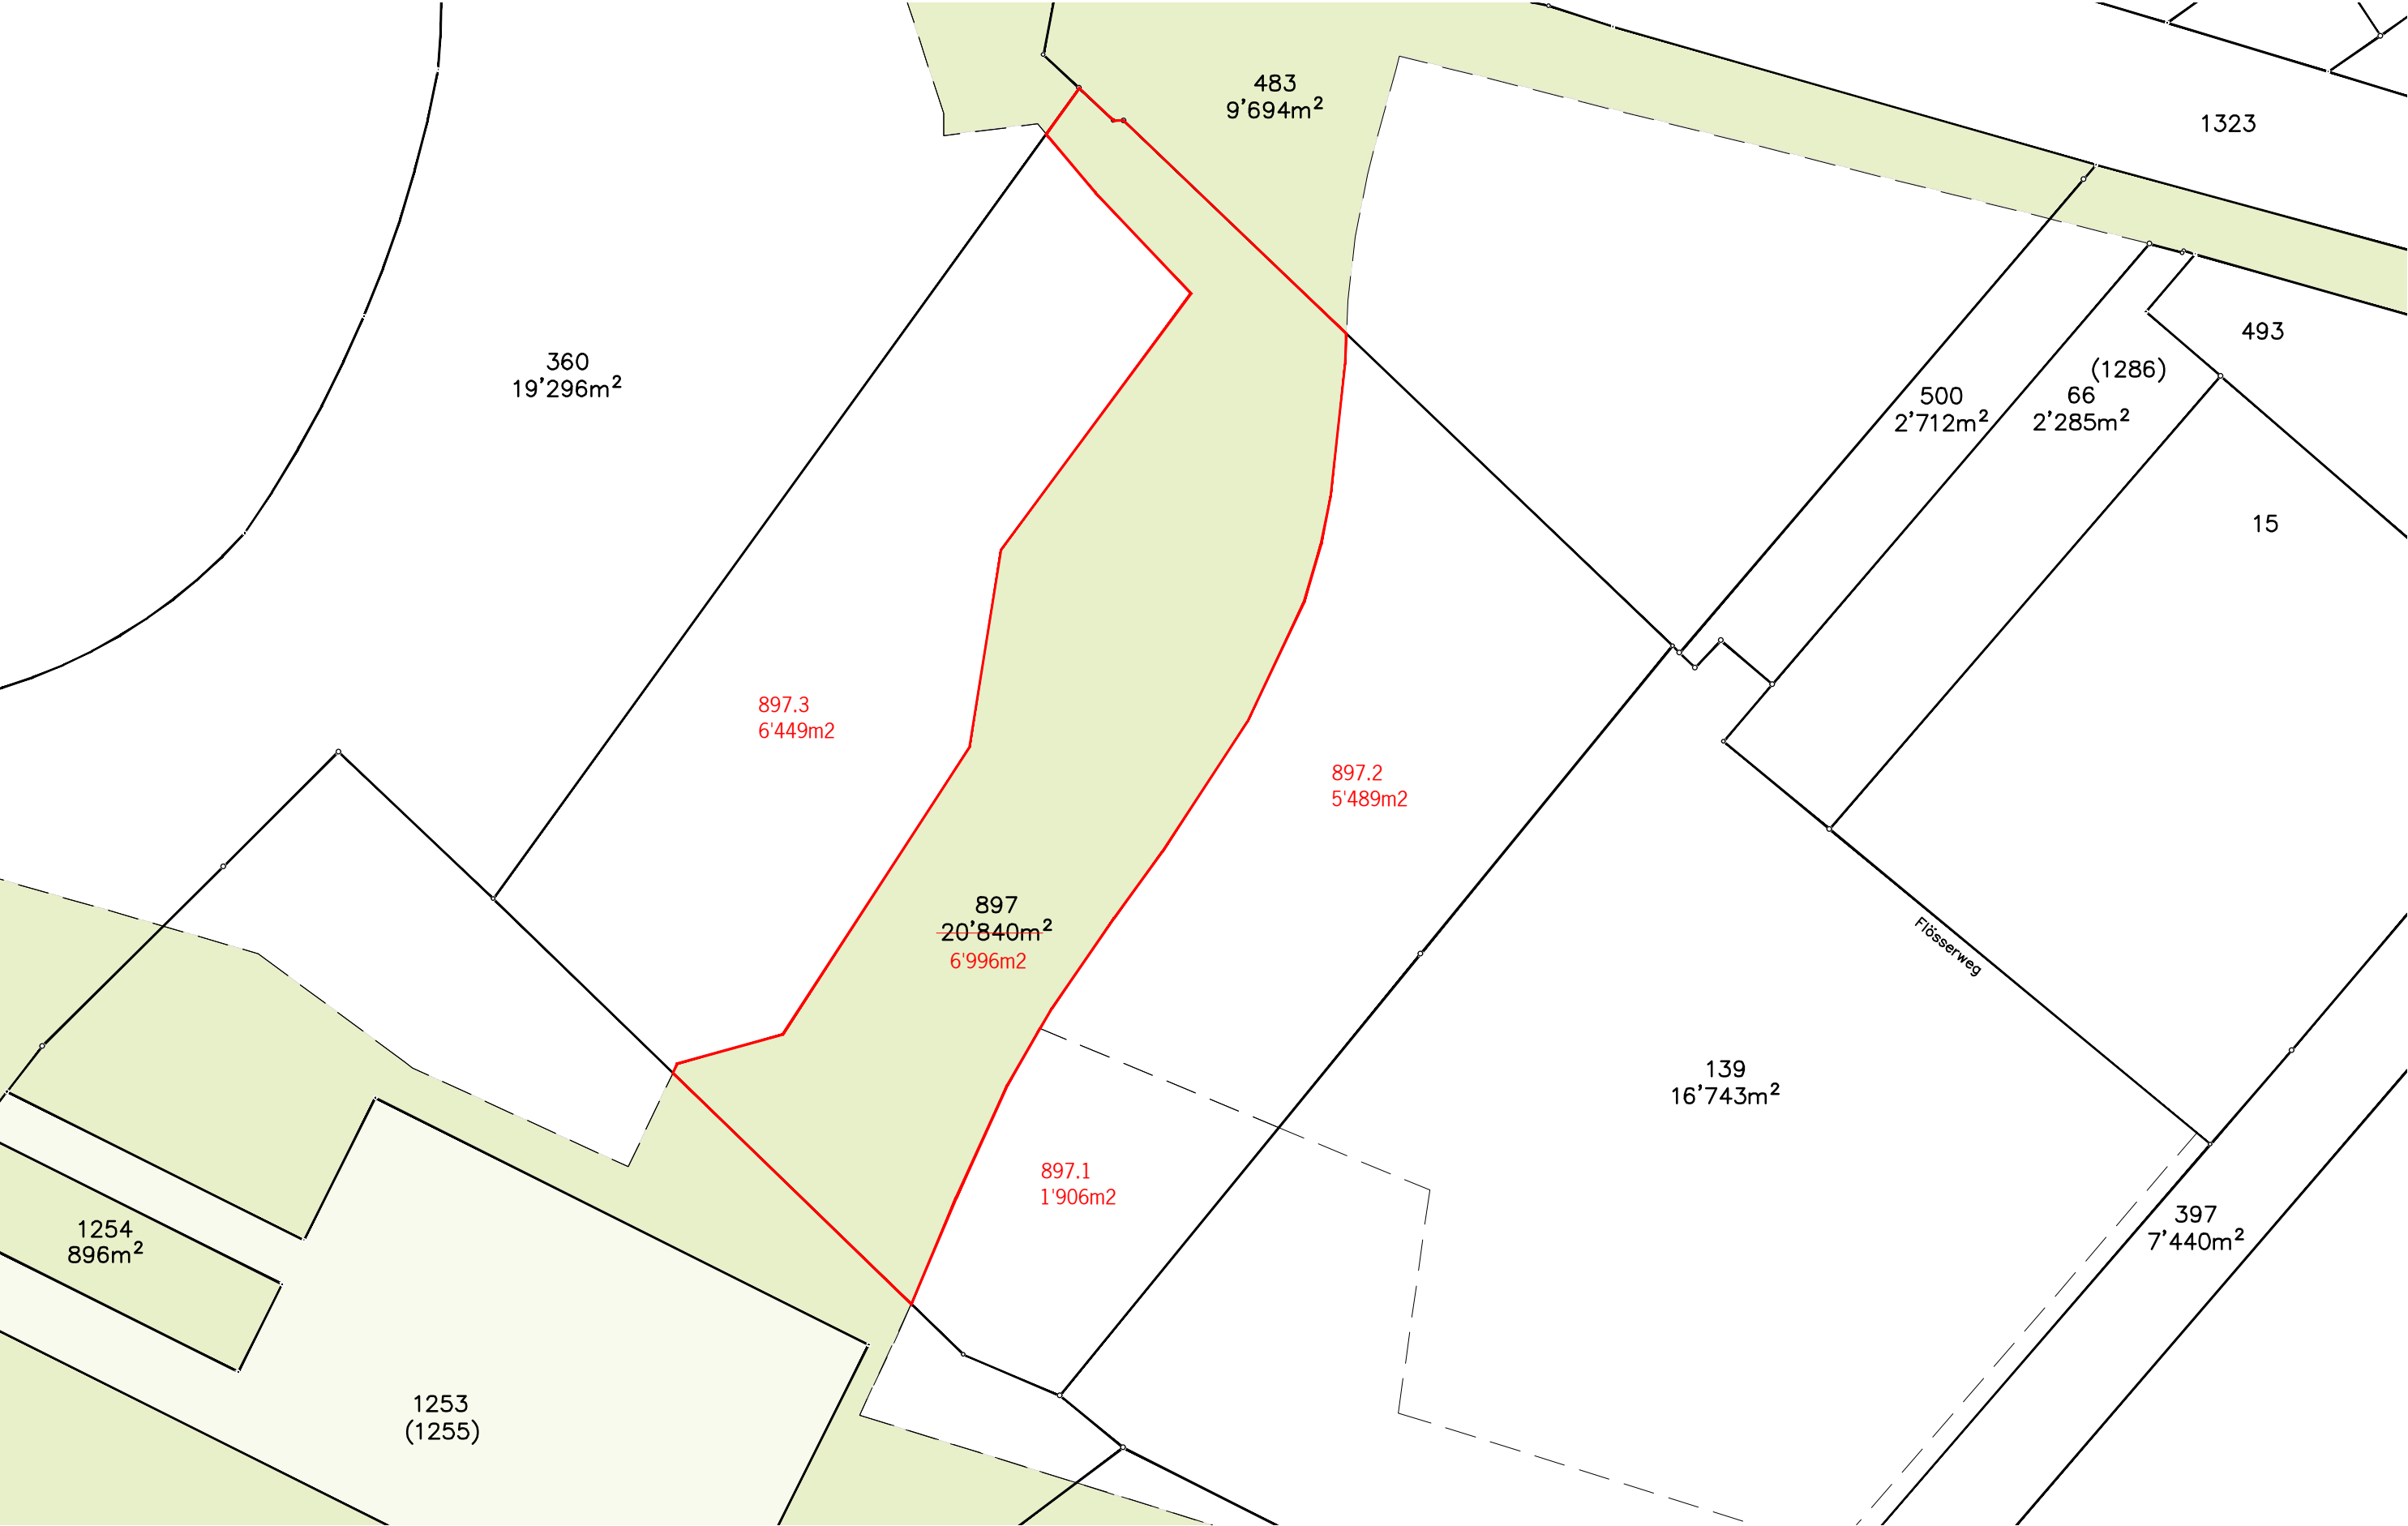 483
9'694m²
1323
493
360
19'296m²
(1286)
500
2'712m²
66
2'285m²
15
897.3
6'449m2
897.2
5'489m2
897
20'840m²
6'996m2
Flösserweg
139
16'743m²
897.1
1'906m2
1254
896m²
397
7'440m²
1253
(1255)